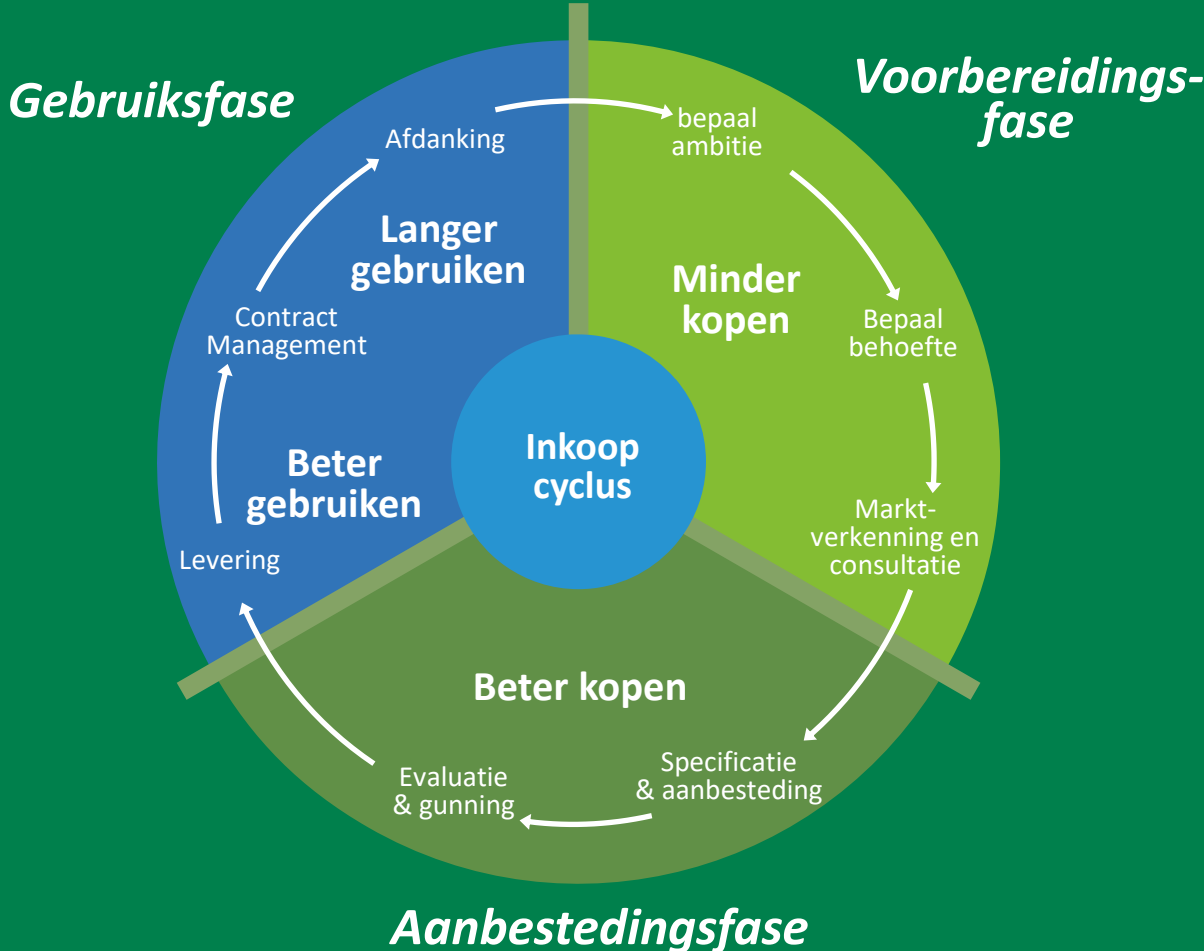 Gebruiksfase
Voorbereidings-
fase
Afdanking
bepaal
ambitie
Langer
gebruiken
Minder
kopen
Contract
Management
Bepaal
behoefte
Inkoop
cyclus
Beter
gebruiken
Markt-
verkenning en
consultatie
Levering
Beter kopen
Specificatie
& aanbesteding
Evaluatie
& gunning
Aanbestedingsfase